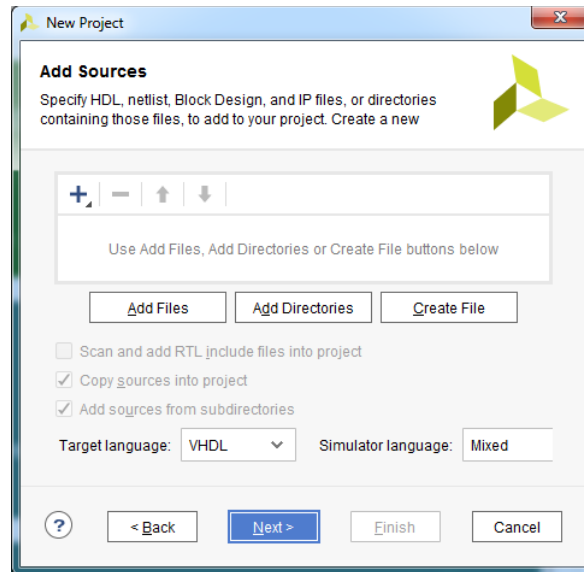 New Project
Add Sources
Specify HDL, netlist, Block Design, and IP files, or directories
containing those files, to add to your project. Create a new
Use Add Files, Add Directories or Create File buttons below
Add Files Add Directories Create File
Scan and add RTL include files into project
Copy sources into project
Add sources from subdirectories
Target language: VHDL Simulator language: Mixed
? < Back Next > Finish Cancel